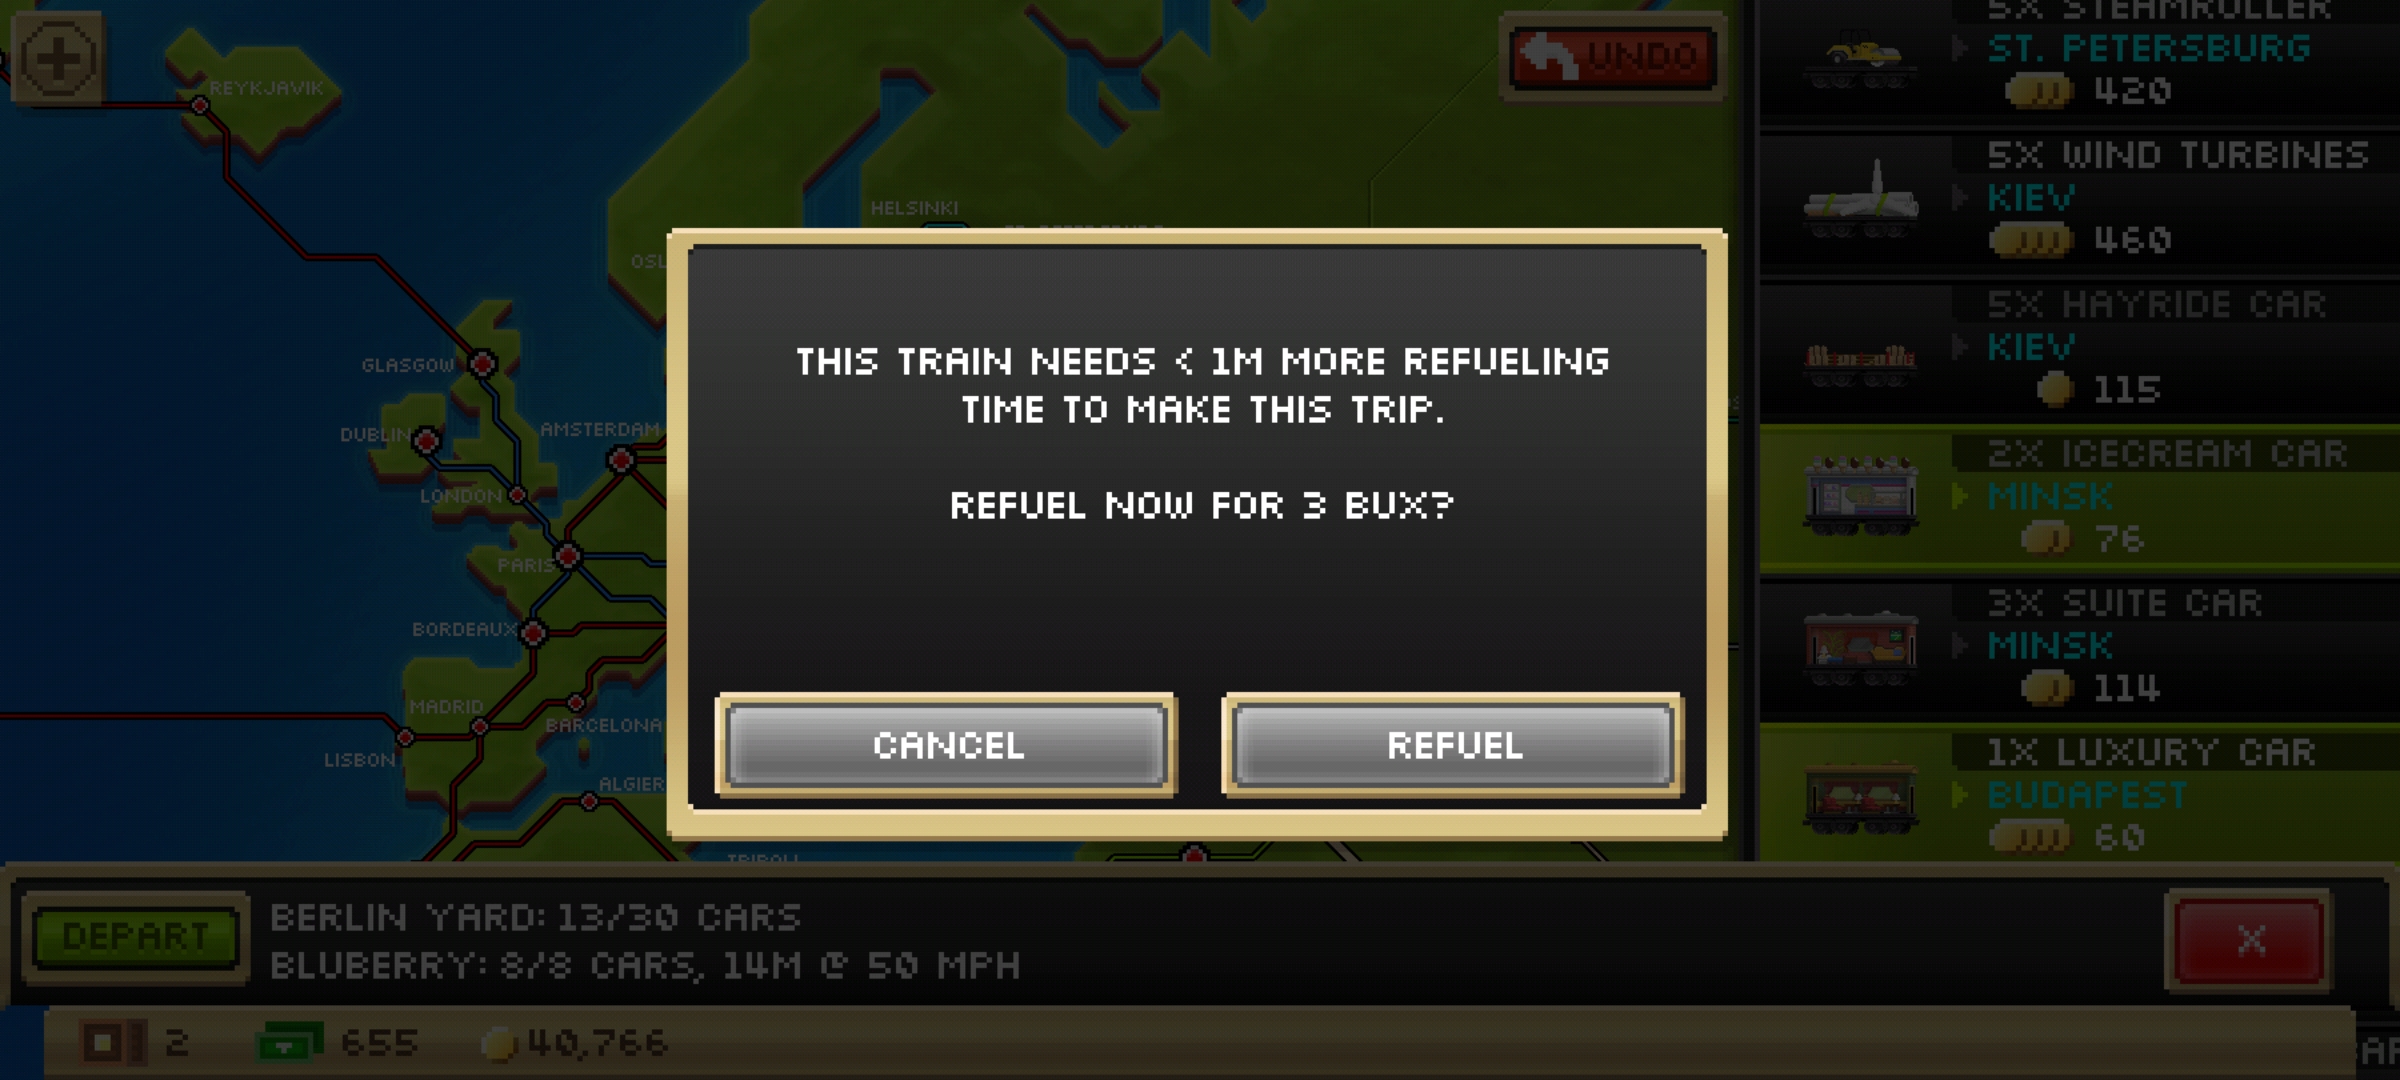 5X STEAMROLLER
ST. PETERSBURG
420
5X WIND TURBINES
KIEV
460
5X HAYRIDE CAR
KIEV
115
2X ICECREAM CAR
MINSK
76
3X SUITE CAR
MINSK
114
1X LUXURY CAR
BUDAPEST
60
UNDO
REYKJAVIK
HELSINKI
GLASGOW
DUBLIN
AMSTERDAM
LONDON
PARIS
BORDEAUX
MADRID
BARCELONA
LISBON
ALGIER
THIS TRAIN NEEDS < 1M MORE REFUELING
TIME TO MAKE THIS TRIP.
REFUEL NOW FOR 3 BUX?
CANCEL
REFUEL
DEPART
BERLIN YARD: 13/30 CARS
BLUBERRY: 8/8 CARS, 14M @ 50 MPH
X
2
655
40,766